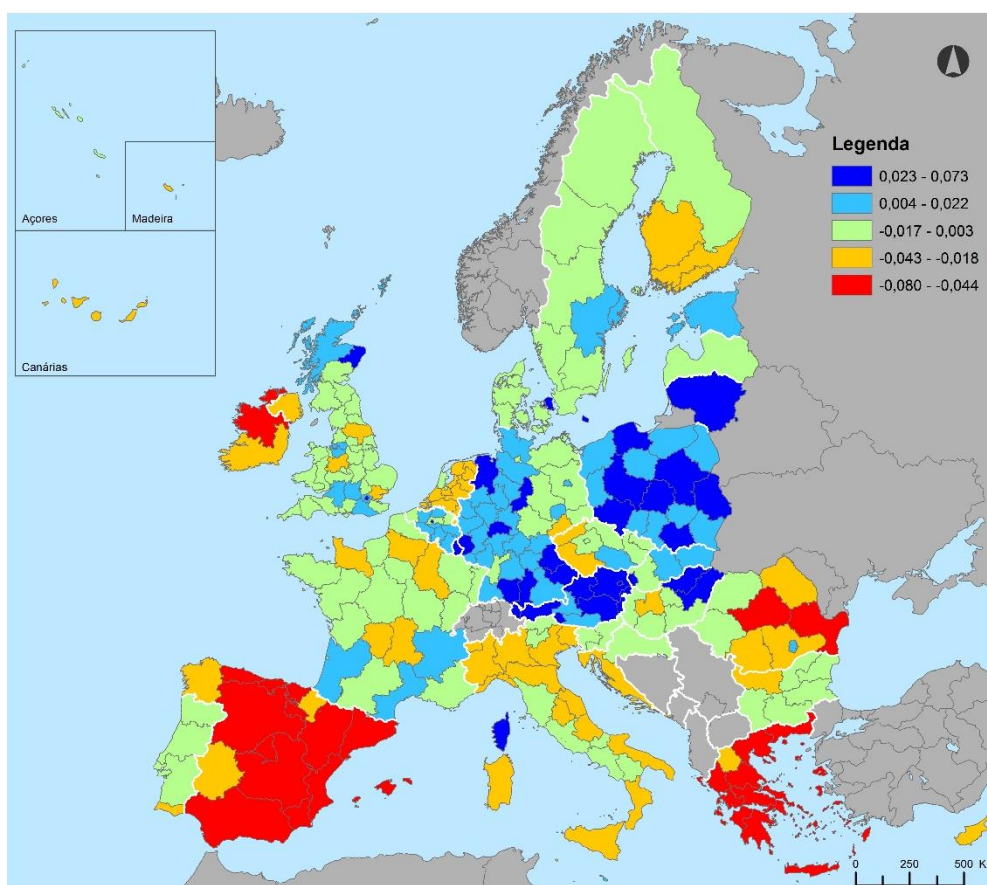 Açores
Madeira
Canárias
Legenda
0,023 - 0,073
0,004 - 0,022
-0,017 - 0,003
-0,043 - -0,018
-0,080 - -0,044
0 250 500 K